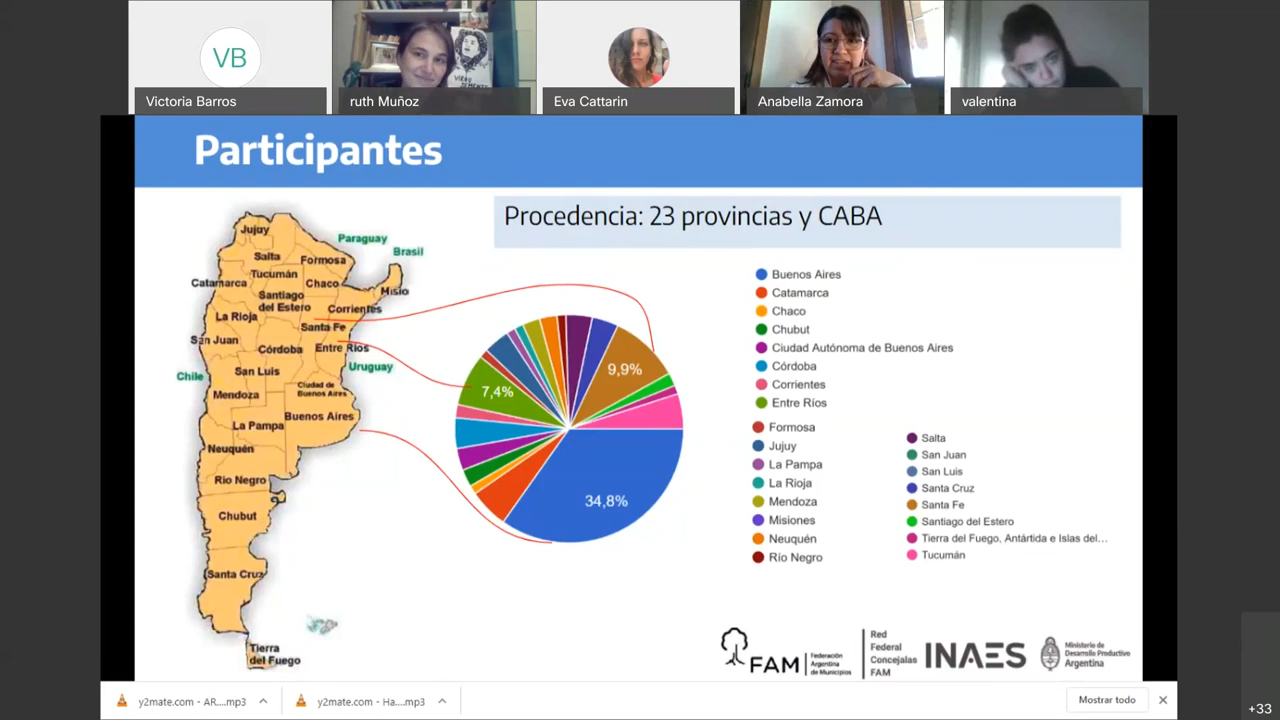 VB
Victoria Barros
ruth Muñoz
Eva Cattarin
Anabella Zamora
valentina
Participantes
Procedencia: 23 provincias y CABA
Jujuy
Paraguay
Salta
Formosa
Brasil
Tucumán
Catamarca
Chaco
Misio
Santiago
del Estero
Corrientes
La Rioja
Santa Fe
San Juan
Córdoba
Entre Ríos
Uruguay
Chile
San Luis
Mendoza
Ciudad de
Buenos Aires
Buenos Aires
La Pampa
Neuquén
Río Negro
Chubut
Santa Cruz
Tierra
del Fuego
9,9%
7,4%
34,8%
Buenos Aires
Catamarca
Chaco
Chubut
Ciudad Autónoma de Buenos Aires
Córdoba
Corrientes
Entre Ríos
Formosa
Jujuy
La Pampa
La Rioja
Mendoza
Misiones
Neuquén
Río Negro
Salta
San Juan
San Luis
Santa Cruz
Santa Fe
Santiago del Estero
Tierra del Fuego, Antártida e Islas del...
Tucumán
FAM
Federación
Argentina
de Municipios
Red
Federal
Concejalas
FAM
INAES
Ministerio de
Desarrollo Productivo
Argentina
y2mate.com - AR....mp3
y2mate.com - Ha....mp3
Mostrar todo
+33